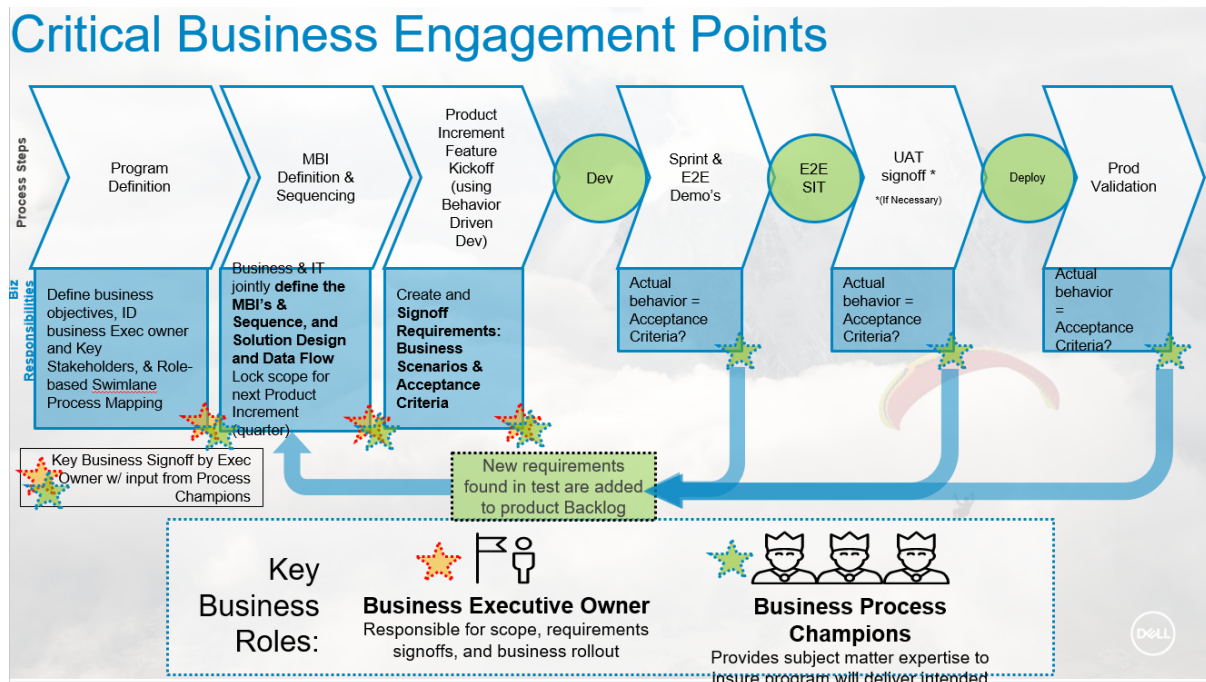 Critical Business Engagement Points
Process Steps
Program
Definition
MBI
Definition &
Sequencing
Product
Increment
Feature
Kickoff
(using
Behavior
Driven
Dev)
Dev
Sprint &
E2E
Demo's
E2E
SIT
UAT
signoff *
*(If Necessary)
Deploy
Prod
Validation
Biz
Responsibilities
Define business
objectives, ID
business Exec owner
and Key
Stakeholders, & Role-
based Swimlane
Process Mapping
Business & IT
jointly define the
MBI's &
Sequence, and
Solution Design
and Data Flow
Lock scope for
next Product
Increment
(quarter)
Create and
Signoff
Requirements:
Business
Scenarios &
Acceptance
Criteria
Actual
behavior =
Acceptance
Criteria?
Actual
behavior =
Acceptance
Criteria?
Actual
behavior
=
Acceptance
Criteria?
Key Business Signoff by Exec
Owner w/ input from Process
Champions
New requirements
found in test are added
to product Backlog
Key
Business
Roles:
Business Executive Owner
Responsible for scope, requirements
signoffs, and business rollout
Business Process
Champions
Provides subject matter expertise to
insure program will deliver intended
DELL